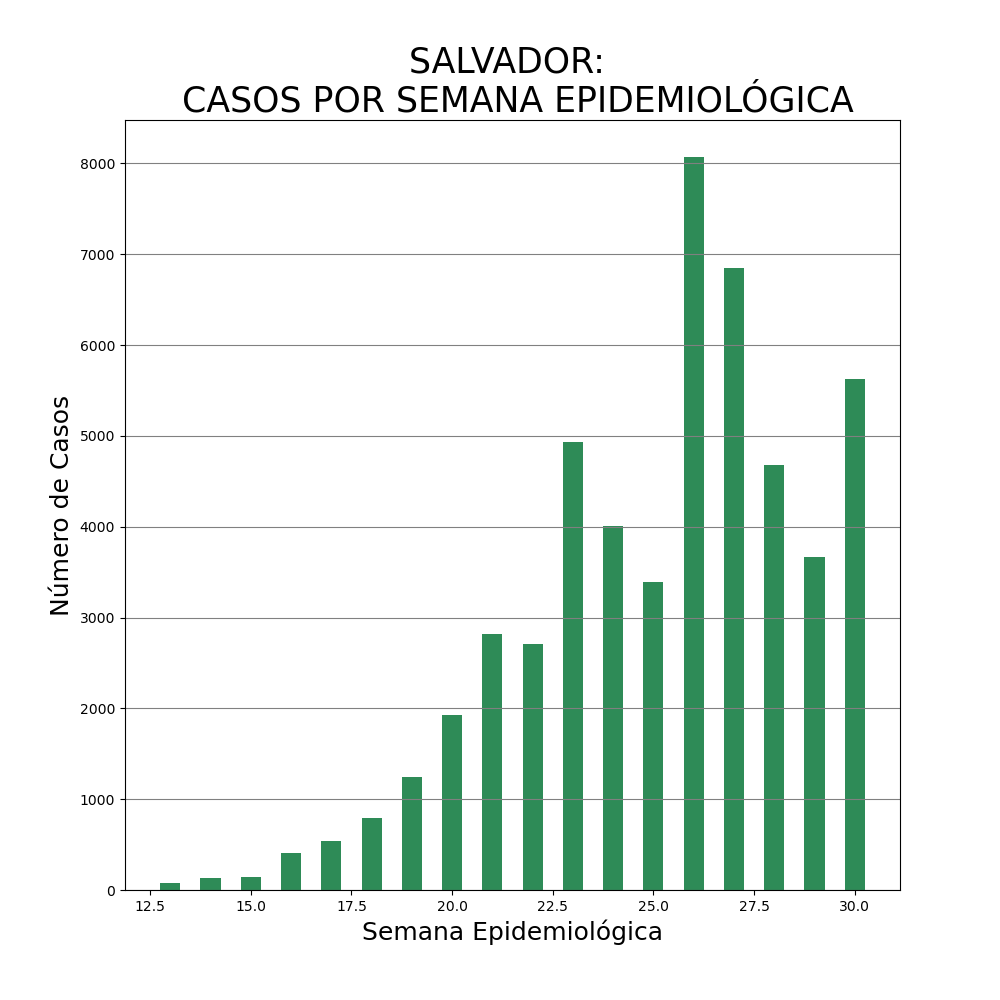 SALVADOR:
CASOS POR SEMANA EPIDEMIOLÓGICA
Número de Casos
8000
7000
6000
5000
4000
3000
2000
1000
0
12.5 15.0 17.5 20.0 22.5 25.0 27.5 30.0
Semana Epidemiológica